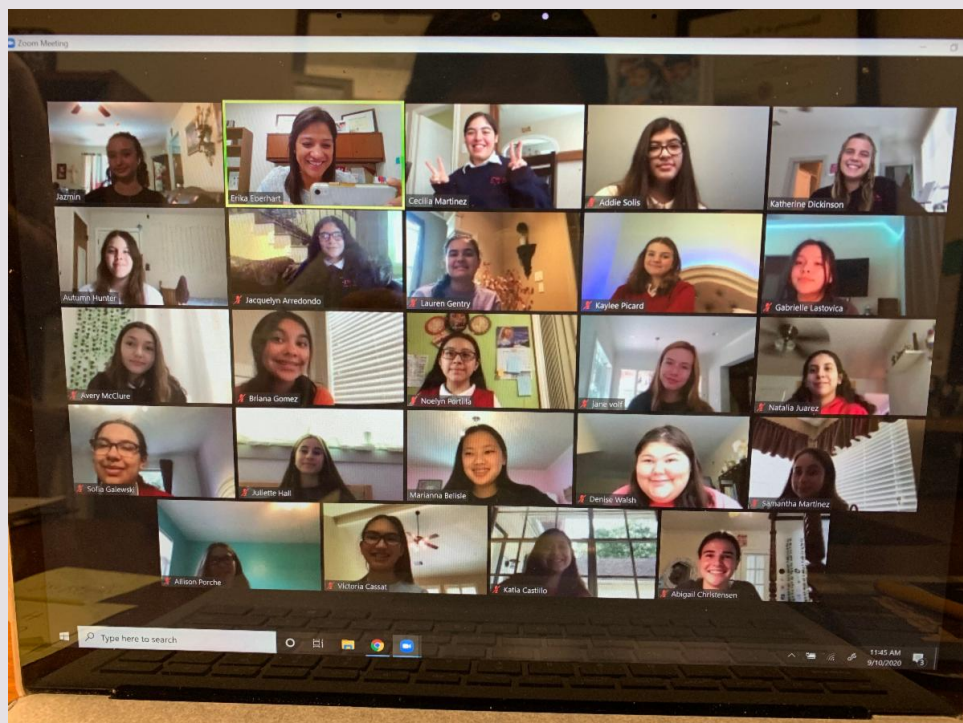 Zoom Meeting
Jazmin
Erika Eberhart
Cecilia Martinez
Addie Solis
Katherine Dickinson
Autumn Hunter
Jacquelyn Arredondo
Lauren Gentry
Kaylee Picard
Gabrielle Lastovica
Avery McClure
Briana Gomez
Noelyn Portilla
jane volf
Natalia Juarez
Sofia Galewski
Juliette Hall
Marianna Belisle
Denise Walsh
Samantha Martinez
Allison Porche
Victoria Cassat
Katia Castillo
Abigail Christensen
Type here to search
11:45 AM
9/10/2020
3